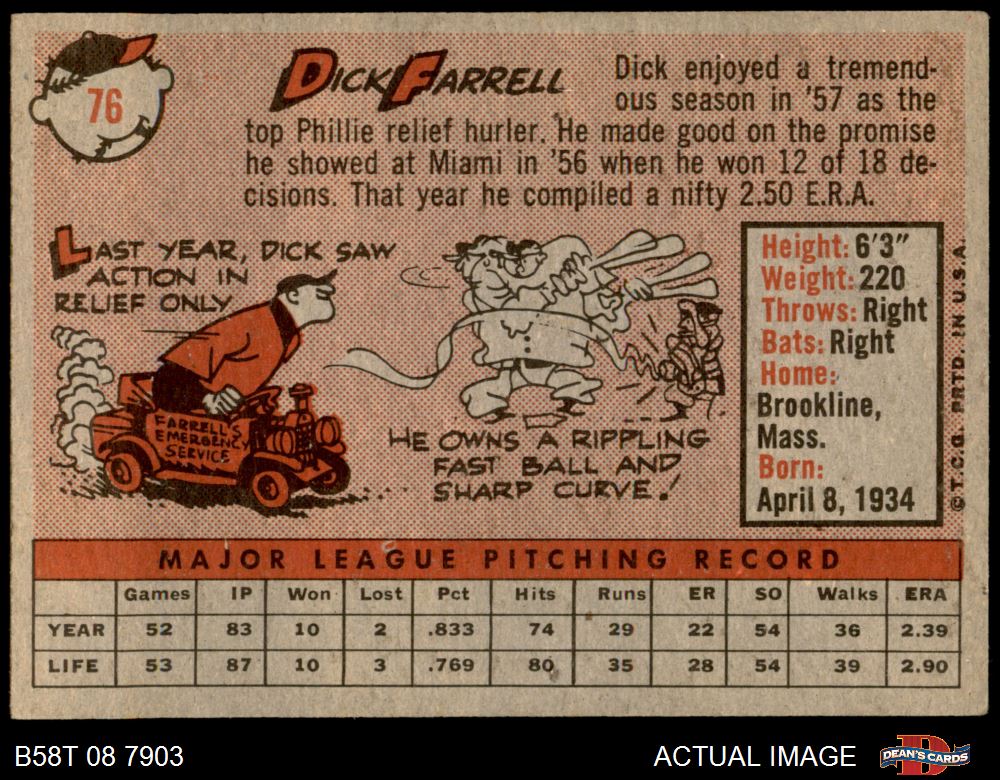 76
DICK FARRELL
Dick enjoyed a tremend-
ous season in '57 as the
top Phillie relief hurler. He made good on the promise
he showed at Miami in '56 when he won 12 of 18 de-
cisions. That year he compiled a nifty 2.50 E.R.A.
LAST YEAR, DICK SAW
ACTION IN
RELIEF ONLY
FARRELL'S
EMERGENCY
SERVICE
HE OWNS A RIPPLING
FAST BALL AND
SHARP CURVE!
Height: 6'3"
Weight: 220
Throws: Right
Bats: Right
Home:
Brookline,
Mass.
Born:
April 8, 1934
© T.C.G. PRTD. IN U.S.A.
MAJOR LEAGUE PITCHING RECORD
Games IP Won Lost Pct Hits Runs ER SO Walks ERA
YEAR 52 83 10 2 .833 74 29 22 54 36 2.39
LIFE 53 87 10 3 .769 80 35 28 54 39 2.90
B58T 08 7903
ACTUAL IMAGE
DEAN'S CARDS